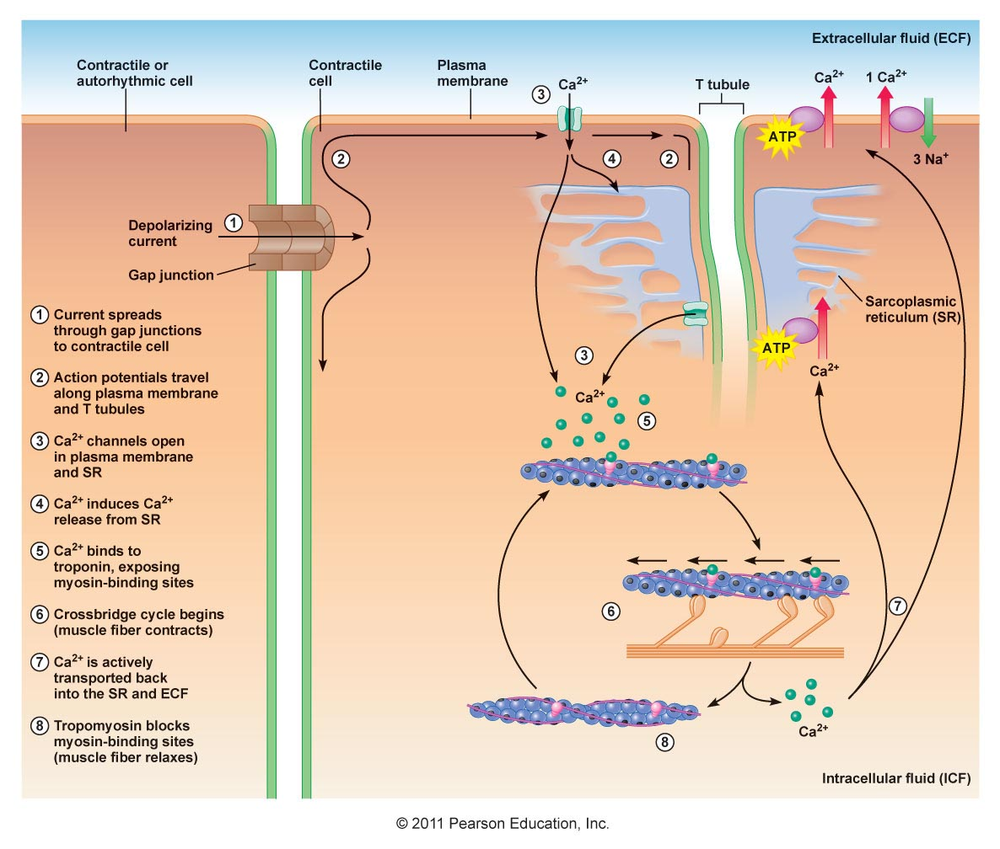 Extracellular fluid (ECF)
Contractile or
autorhythmic cell
Contractile
cell
Plasma
membrane
3
Ca²⁺
T tubule
Ca²⁺
1 Ca²⁺
ATP
3 Na⁺
2
4
2
Depolarizing
current
1
Gap junction
Sarcoplasmic
reticulum (SR)
ATP
Ca²⁺
3
Ca²⁺
5
1 Current spreads
through gap junctions
to contractile cell
2 Action potentials travel
along plasma membrane
and T tubules
3 Ca²⁺ channels open
in plasma membrane
and SR
4 Ca²⁺ induces Ca²⁺
release from SR
5 Ca²⁺ binds to
troponin, exposing
myosin-binding sites
6 Crossbridge cycle begins
(muscle fiber contracts)
7 Ca²⁺ is actively
transported back
into the SR and ECF
8 Tropomyosin blocks
myosin-binding sites
(muscle fiber relaxes)
6
7
Ca²⁺
8
Intracellular fluid (ICF)
© 2011 Pearson Education, Inc.